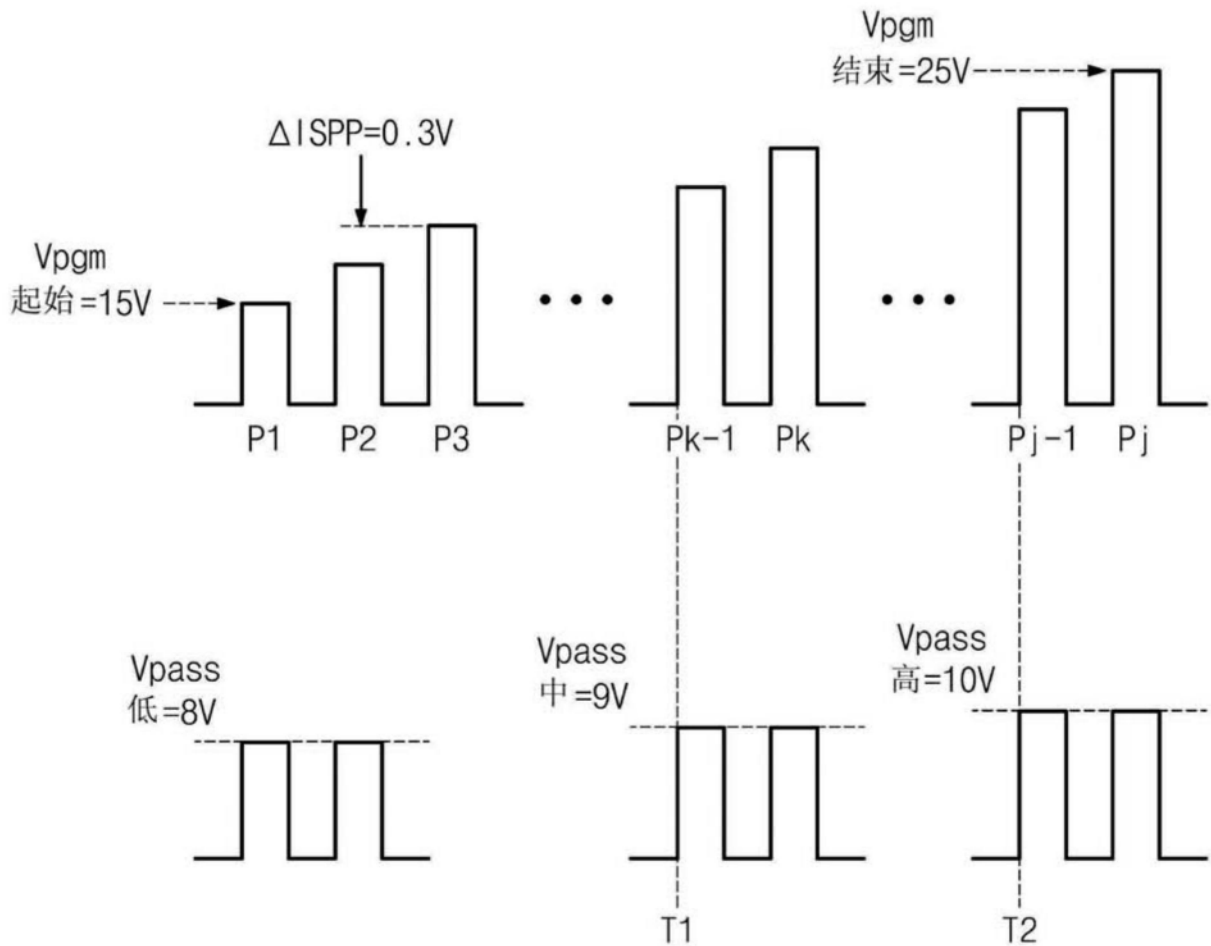 Vpgm
结束=25V
ΔISPP=0.3V
Vpgm
起始=15V
P1 P2 P3 Pk-1 Pk Pj-1 Pj
Vpass
低=8V
Vpass
中=9V
Vpass
高=10V
T1 T2